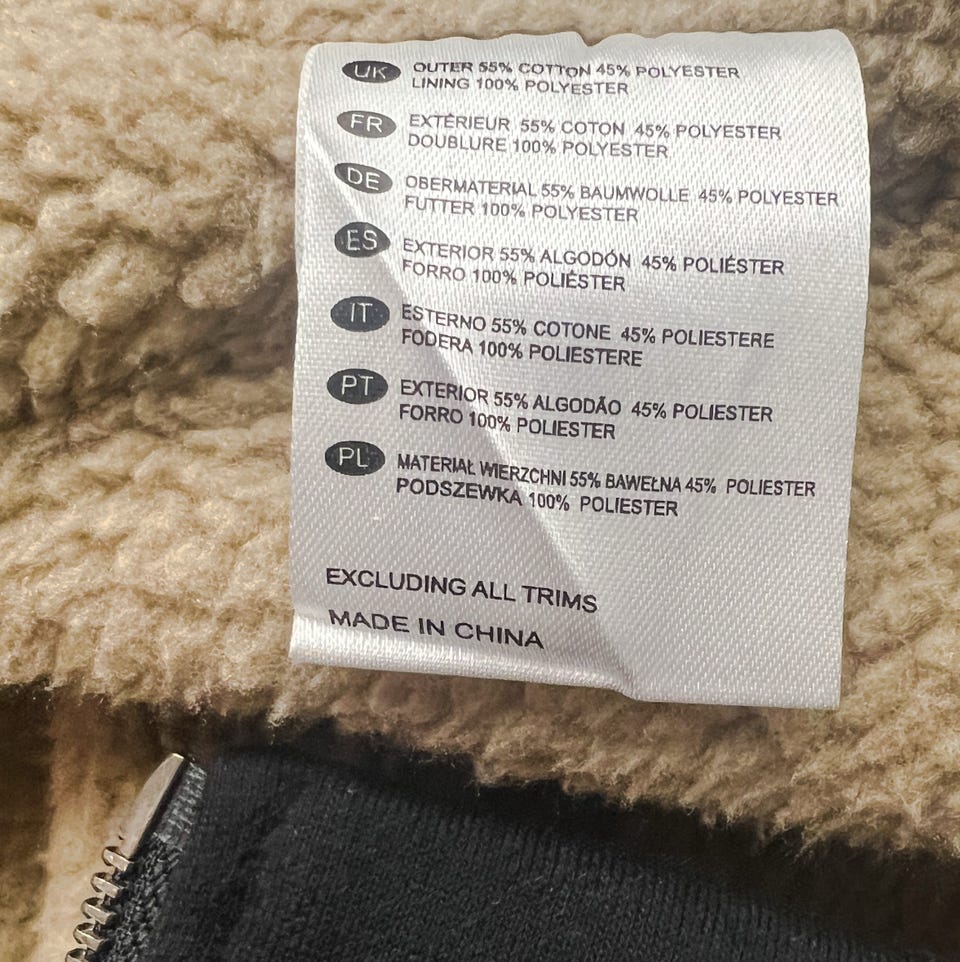 UK OUTER 55% COTTON 45% POLYESTER
LINING 100% POLYESTER
FR EXTÉRIEUR 55% COTON 45% POLYESTER
DOUBLURE 100% POLYESTER
DE OBERMATERIAL 55% BAUMWOLLE 45% POLYESTER
FUTTER 100% POLYESTER
ES EXTERIOR 55% ALGODÓN 45% POLIÉSTER
FORRO 100% POLIÉSTER
IT ESTERNO 55% COTONE 45% POLIESTERE
FODERA 100% POLIESTERE
PT EXTERIOR 55% ALGODÃO 45% POLIESTER
FORRO 100% POLIESTER
PL MATERIAŁ WIERZCHNI 55% BAWEŁNA 45% POLIESTER
PODSZEWKA 100% POLIESTER
EXCLUDING ALL TRIMS
MADE IN CHINA